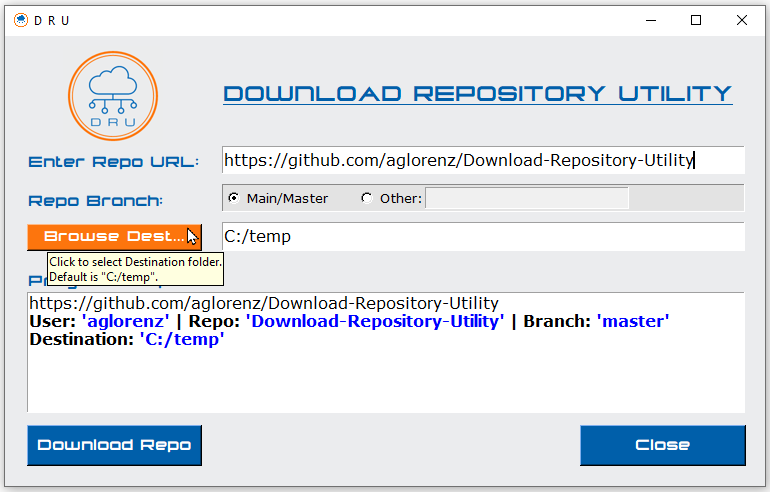 D R U
DOWNLOAD REPOSITORY UTILITY
D R U
Enter Repo URL:
https://github.com/aglorenz/Download-Repository-Utility
Repo Branch:
Main/Master
Other:
Browse Dest...
C:/temp
Click to select Destination folder.
Default is "C:/temp".
https://github.com/aglorenz/Download-Repository-Utility
User: 'aglorenz' | Repo: 'Download-Repository-Utility' | Branch: 'master'
Destination: 'C:/temp'
Download Repo
Close